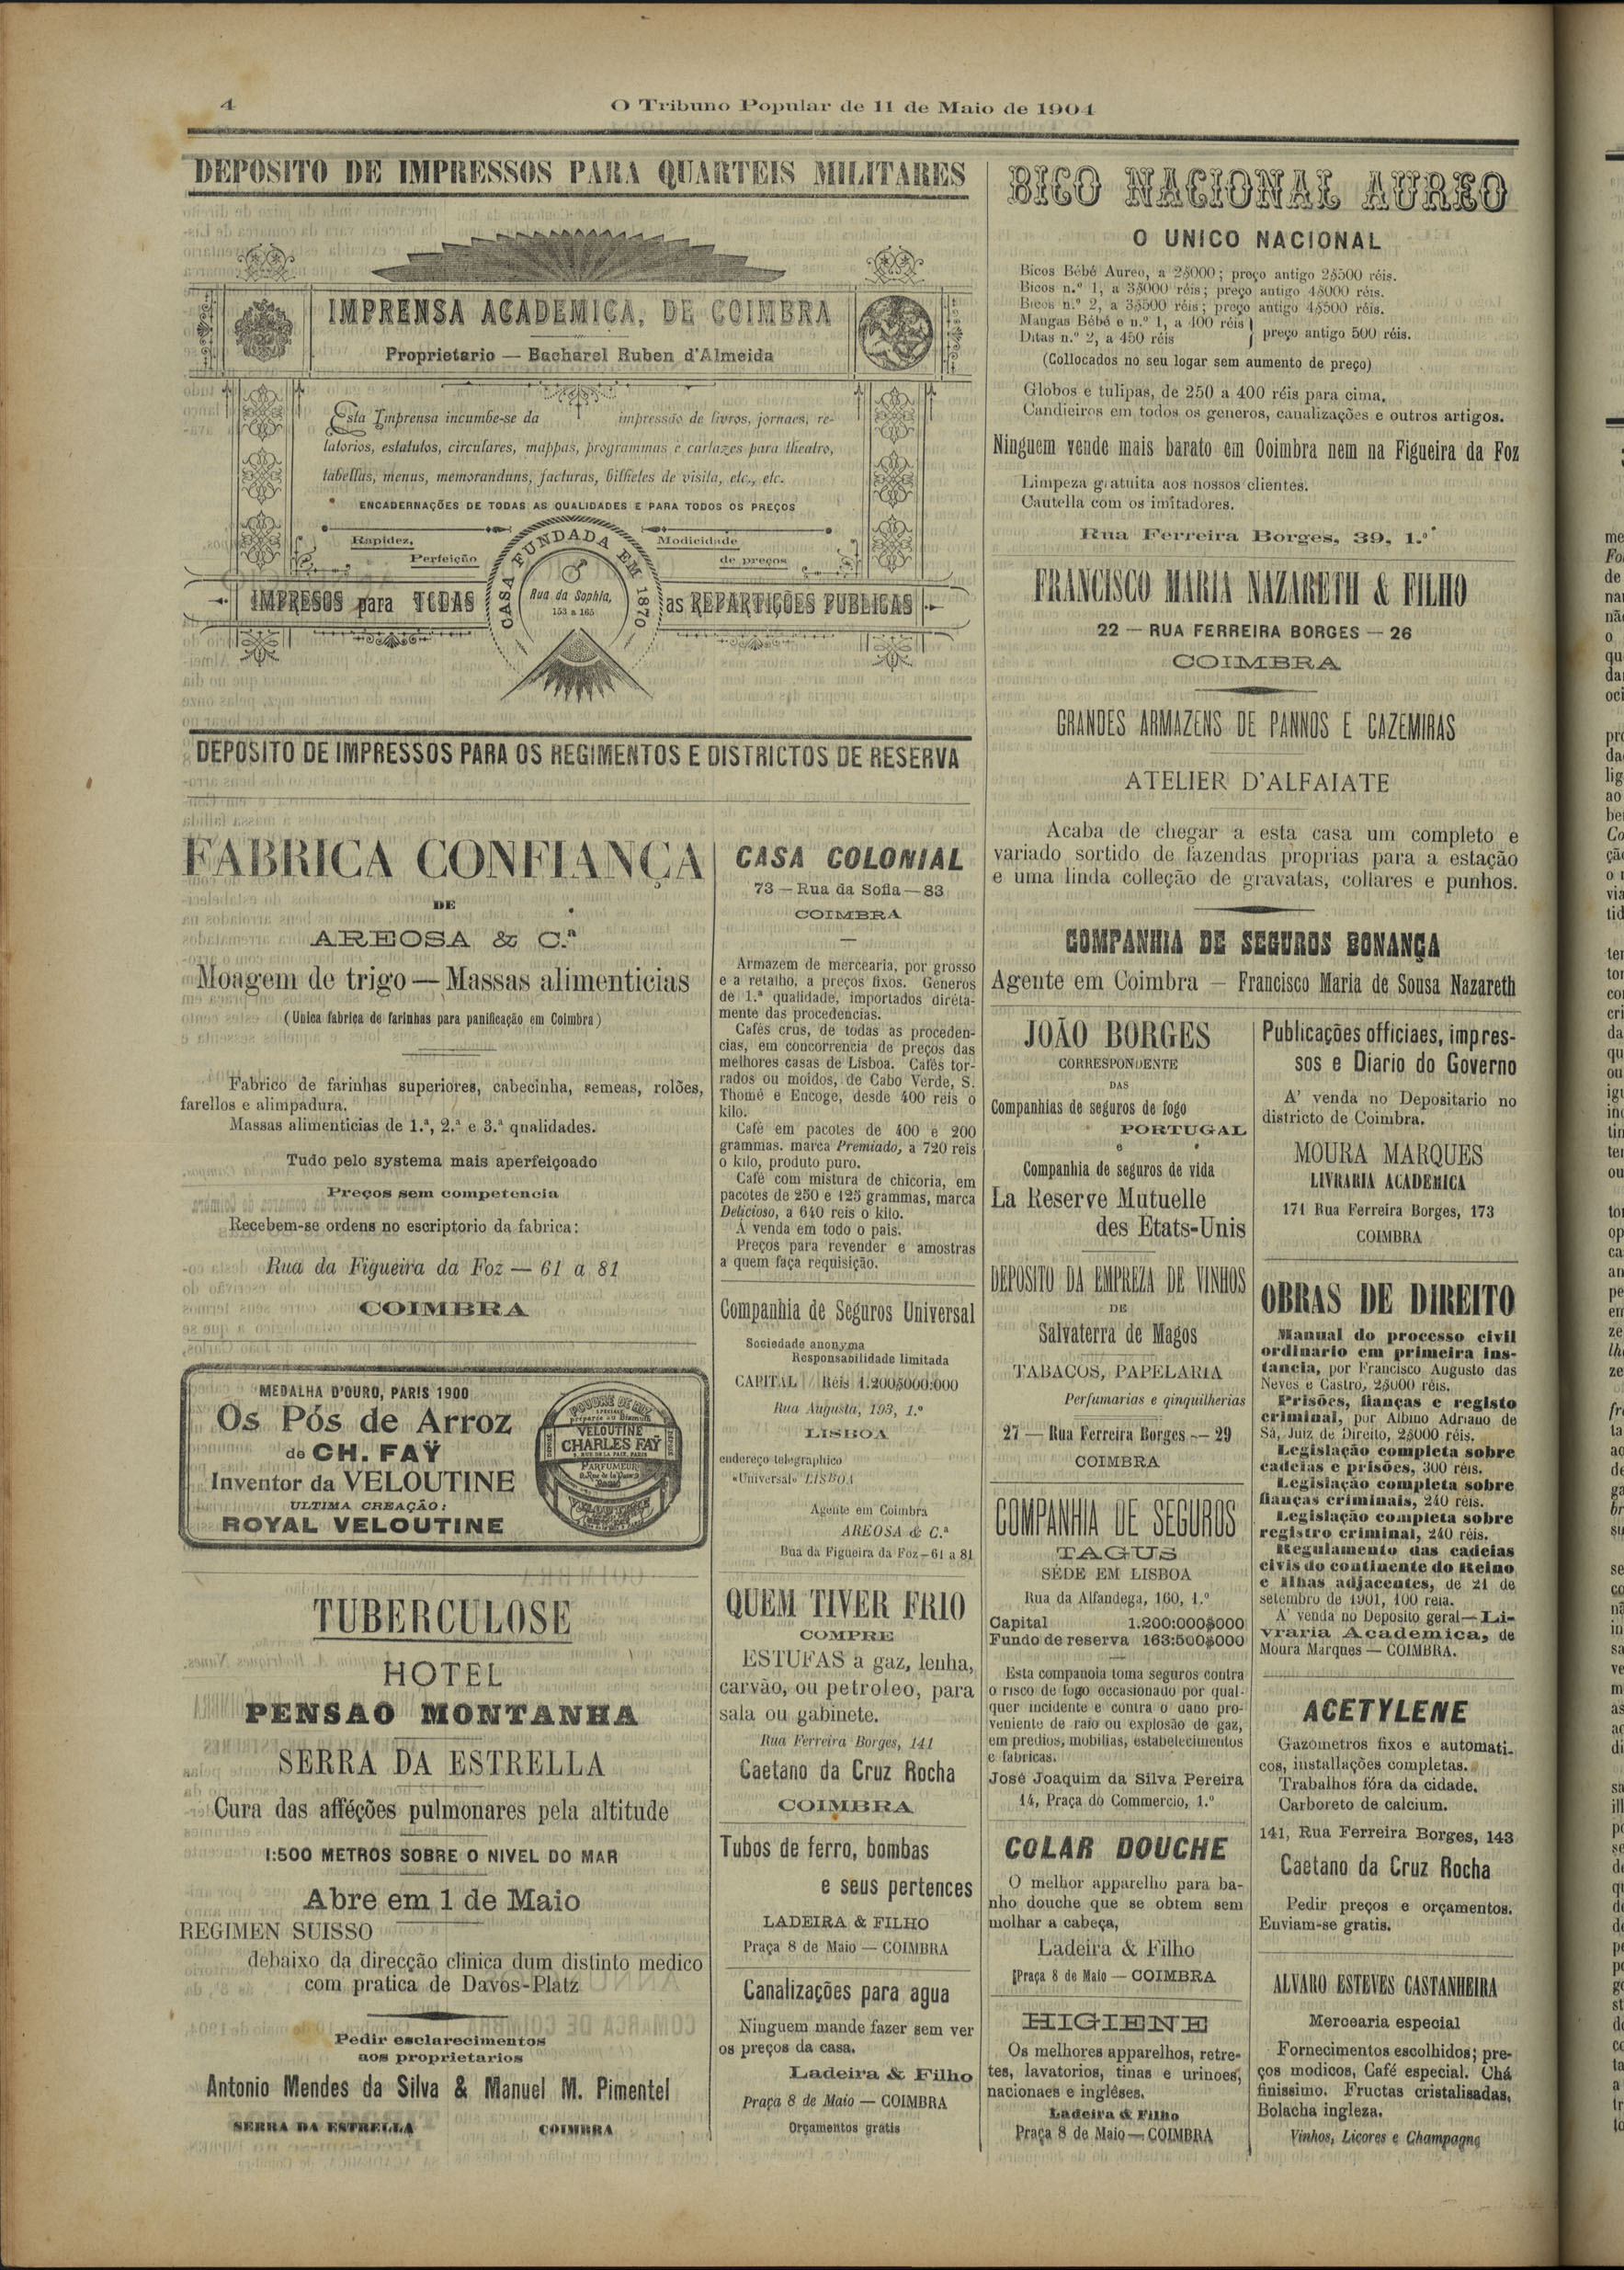 4
O Tribuno Popular de 11 de Maio de 1904
DEPOSITO DE IMPRESSOS PARA QUARTEIS MILITARES
IMPRENSA ACADEMICA, DE COIMBRA
Proprietario — Bacharel Ruben d'Almeida
Esta Imprensa incumbe-se da impressão de livros, jornaes, re-
latorios, estatutos, circulares, mappas, programmas e cartazes para theatro,
tabellas, menus, memoranduns, facturas, bilhetes de visita, etc., etc.
ENCADERNAÇÕES DE TODAS AS QUALIDADES E PARA TODOS OS PREÇOS
Rapidez,
Perfeição
Modicidade
de preços
CASA FUNDADA EM 1870
Rua da Sophia,
153 a 165
IMPRESOS para TODAS
as REPARTIÇÕES PUBLICAS
DEPOSITO DE IMPRESSOS PARA OS REGIMENTOS E DISTRICTOS DE RESERVA
FABRICA CONFIANÇA
DE
AREOSA & C.ª
Moagem de trigo — Massas alimenticias
(Unica fabrica de farinhas para panificação em Coimbra)
Fabrico de farinhas superiores, cabecinha, semeas, rolões,
farellos e alimpadura.
Massas alimenticias de 1.ª, 2.ª e 3.ª qualidades.
Tudo pelo systema mais aperfeiçoado
Preços sem competencia
Recebem-se ordens no escriptorio da fabrica:
Rua da Figueira da Foz — 61 a 81
COIMBRA
MEDALHA D'OURO, PARIS 1900
Os Pós de Arroz
de CH. FAŸ
Inventor da VELOUTINE
ULTIMA CREAÇÃO:
ROYAL VELOUTINE
POUDRE DE RIZ
VELOUTINE
CHARLES FAŸ
PARFUMEUR
TUBERCULOSE
HOTEL
PENSAO MONTANHA
SERRA DA ESTRELLA
Cura das afféções pulmonares pela altitude
1:500 METROS SOBRE O NIVEL DO MAR
Abre em 1 de Maio
REGIMEN SUISSO
debaixo da direcção clinica dum distinto medico
com pratica de Davos-Platz
Pedir esclarecimentos
aos proprietarios
Antonio Mendes da Silva & Manuel M. Pimentel
SERRA DA ESTRELLA COIMBRA
CASA COLONIAL
73 — Rua da Sofia — 83
COIMBRA
Armazem de mercearia, por grosso
e a retalho, a preços fixos. Generos
de 1.ª qualidade, importados diréta-
mente das procedencias.
Cafés crus, de todas as proceden-
cias, em concorrencia de preços das
melhores casas de Lisboa. Cafés tor-
rados ou moidos, de Cabo Verde, S.
Thomé e Encoge, desde 400 reis o
kilo.
Café em pacotes de 400 e 200
grammas. marca Premiado, a 720 reis
o kilo, produto puro.
Café com mistura de chicoria, em
pacotes de 250 e 125 grammas, marca
Delicioso, a 640 reis o kilo.
Á venda em todo o pais.
Preços para revender e amostras
a quem faça requisição.
Companhia de Seguros Universal
Sociedade anonyma
Responsabilidade limitada
CAPITAL Réis 1.200$000:000
Rua Augusta, 193, 1.º
LISBOA
endereço telegraphico
«Universal» LISBOA
Agente em Coimbra
AREOSA & C.ª
Rua da Figueira da Foz—61 a 81
QUEM TIVER FRIO
COMPRE
ESTUFAS a gaz, lenha,
carvão, ou petroleo, para
sala ou gabinete.
Rua Ferreira Borges, 141
Caetano da Cruz Rocha
COIMBRA
Tubos de ferro, bombas
e seus pertences
LADEIRA & FILHO
Praça 8 de Maio — COIMBRA
Canalizações para agua
Ninguem mande fazer sem ver
os preços da casa.
Ladeira & Filho
Praça 8 de Maio — COIMBRA
Orçamentos gratis
BICO NACIONAL AUREO
O UNICO NACIONAL
Bicos Bébé Aureo, a 2$000; preço antigo 2$500 réis.
Bicos n.º 1, a 3$000 réis; preço antigo 4$000 réis.
Bicos n.º 2, a 3$500 réis; preço antigo 4$500 réis.
Mangas Bébé e n.º 1, a 400 réis
Ditas n.º 2, a 450 réis } preço antigo 500 réis.
(Collocados no seu logar sem aumento de preço)
Globos e tulipas, de 250 a 400 réis para cima.
Candieiros em todos os generos, canalizações e outros artigos.
Ninguem vende mais barato em Ooimbra nem na Figueira da Foz
Limpeza gratuita aos nossos clientes.
Cautella com os imitadores.
Rua Ferreira Borges, 39, 1.º
FRANCISCO MARIA NAZARETH & FILHO
22 — RUA FERREIRA BORGES — 26
COIMBRA
GRANDES ARMAZENS DE PANNOS E CAZEMIRAS
ATELIER D'ALFAIATE
Acaba de chegar a esta casa um completo e
variado sortido de fazendas proprias para a estação
e uma linda colleção de gravatas, collares e punhos.
COMPANHIA DE SEGUROS BONANÇA
Agente em Coimbra — Francisco Maria de Sousa Nazareth
JOÃO BORGES
CORRESPONDENTE
DAS
Companhias de seguros de fogo
PORTUGAL
e
Companhia de seguros de vida
La Reserve Mutuelle
des Etats-Unis
DEPOSITO DA EMPREZA DE VINHOS
DE
Salvaterra de Magos
TABACOS, PAPELARIA
Perfumarias e qinquilherias
27 — Rua Ferreira Borges — 29
COIMBRA
COMPANHIA DE SEGUROS
TAGUS
SÉDE EM LISBOA
Rua da Alfandega, 160, 1.º
Capital 1.200:000$000
Fundo de reserva 163:500$000
Esta companhia toma seguros contra
o risco de fogo occasionado por qual-
quer incidente e contra o dano pro-
veniente de raio ou explosão de gaz,
em predios, mobilias, estabelecimentos
e fabricas.
José Joaquim da Silva Pereira
14, Praça do Commercio, 1.º
COLAR DOUCHE
O melhor apparelho para ba-
nho douche que se obtem sem
molhar a cabeça,
Ladeira & Filho
Praça 8 de Maio — COIMBRA
HIGIENE
Os melhores apparelhos, retre-
tes, lavatorios, tinas e urinoes,
nacionaes e inglêses.
Ladeira & Filho
Praça 8 de Maio — COIMBRA
Publicações officiaes, impres-
sos e Diario do Governo
A' venda no Depositario no
districto de Coimbra.
MOURA MARQUES
LIVRARIA ACADEMICA
171 Rua Ferreira Borges, 173
COIMBRA
OBRAS DE DIREITO
Manual do processo civil
ordinario em primeira ins-
tancia, por Francisco Augusto das
Neves e Castro, 2$000 réis.
Prisões, fianças e registo
criminal, por Albino Adriano de
Sá, Juiz de Direito, 2$000 réis.
Legislação completa sobre
cadeias e prisões, 300 réis.
Legislação completa sobre
fianças criminais, 240 réis.
Legislação completa sobre
registro criminal, 240 réis.
Regulamento das cadeias
civis do continente do Reino
e ilhas adjacentes, de 21 de
setembro de 1901, 100 réis.
A' venda no Deposito geral—Li-
vraria Academica, de
Moura Marques — COIMBRA.
ACETYLENE
Gazometros fixos e automati-
cos, installações completas.
Trabalhos fóra da cidade.
Carboreto de calcium.
141, Rua Ferreira Borges, 143
Caetano da Cruz Rocha
Pedir preços e orçamentos.
Enviam-se gratis.
ALVARO ESTEVES CASTANHEIRA
Mercearia especial
Fornecimentos escolhidos; pre-
ços modicos, Café especial. Chá
finissimo. Fructas cristalisadas,
Bolacha ingleza.
Vinhos, Liçores e Champagne